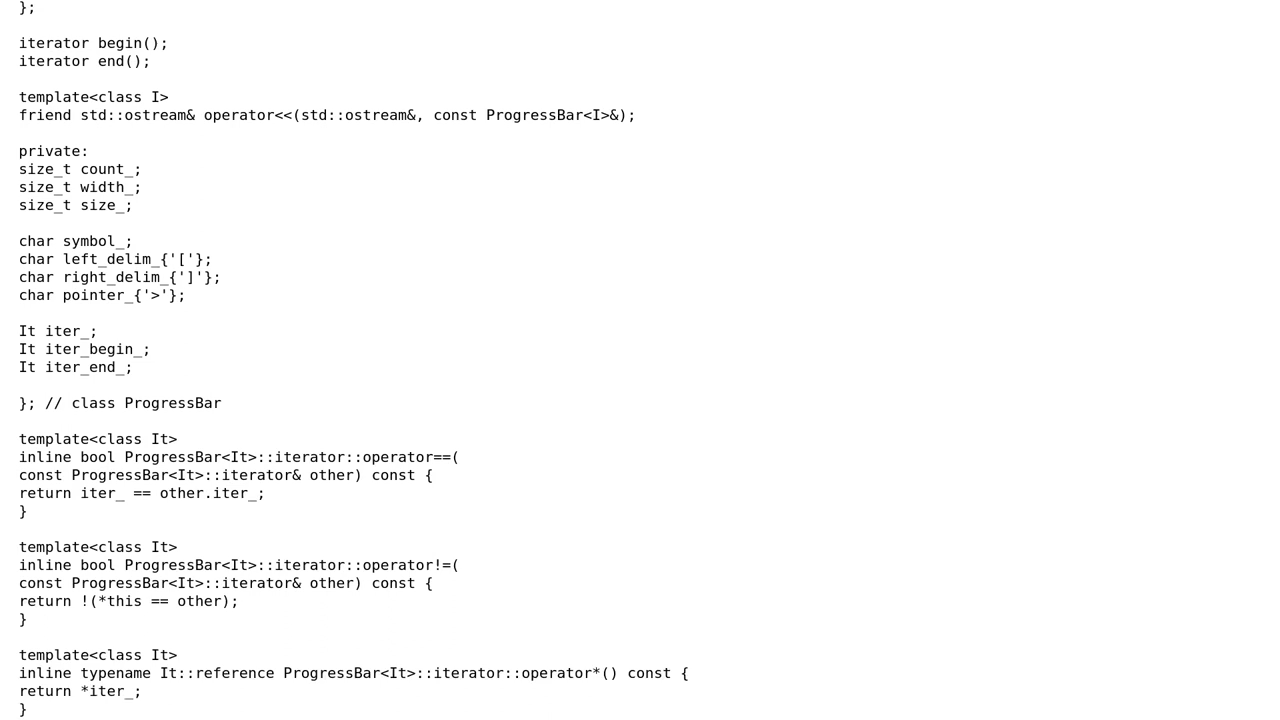 };
iterator begin();
iterator end();
template<class I>
friend std::ostream& operator<<(std::ostream&, const ProgressBar<I>&);
private:
size_t count_;
size_t width_;
size_t size_;
char symbol_;
char left_delim_{'['};
char right_delim_{']'};
char pointer_{'>'};
It iter_;
It iter_begin_;
It iter_end_;
}; // class ProgressBar
template<class It>
inline bool ProgressBar<It>::iterator::operator==(
const ProgressBar<It>::iterator& other) const {
return iter_ == other.iter_;
}
template<class It>
inline bool ProgressBar<It>::iterator::operator!=(
const ProgressBar<It>::iterator& other) const {
return !(*this == other);
}
template<class It>
inline typename It::reference ProgressBar<It>::iterator::operator*() const {
return *iter_;
}